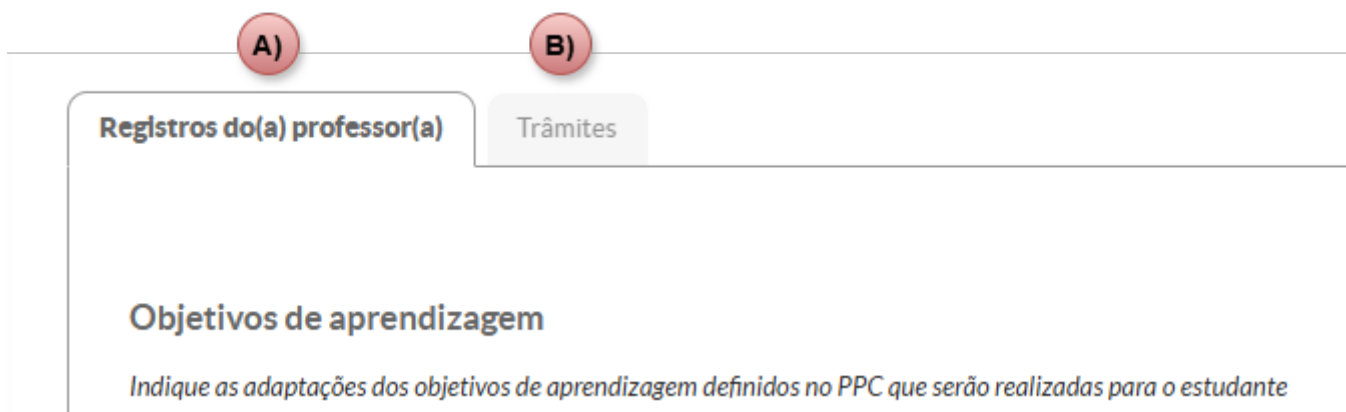 A) B)
Registros do(a) professor(a) Trâmites
Objetivos de aprendizagem
Indique as adaptações dos objetivos de aprendizagem definidos no PPC que serão realizadas para o estudante